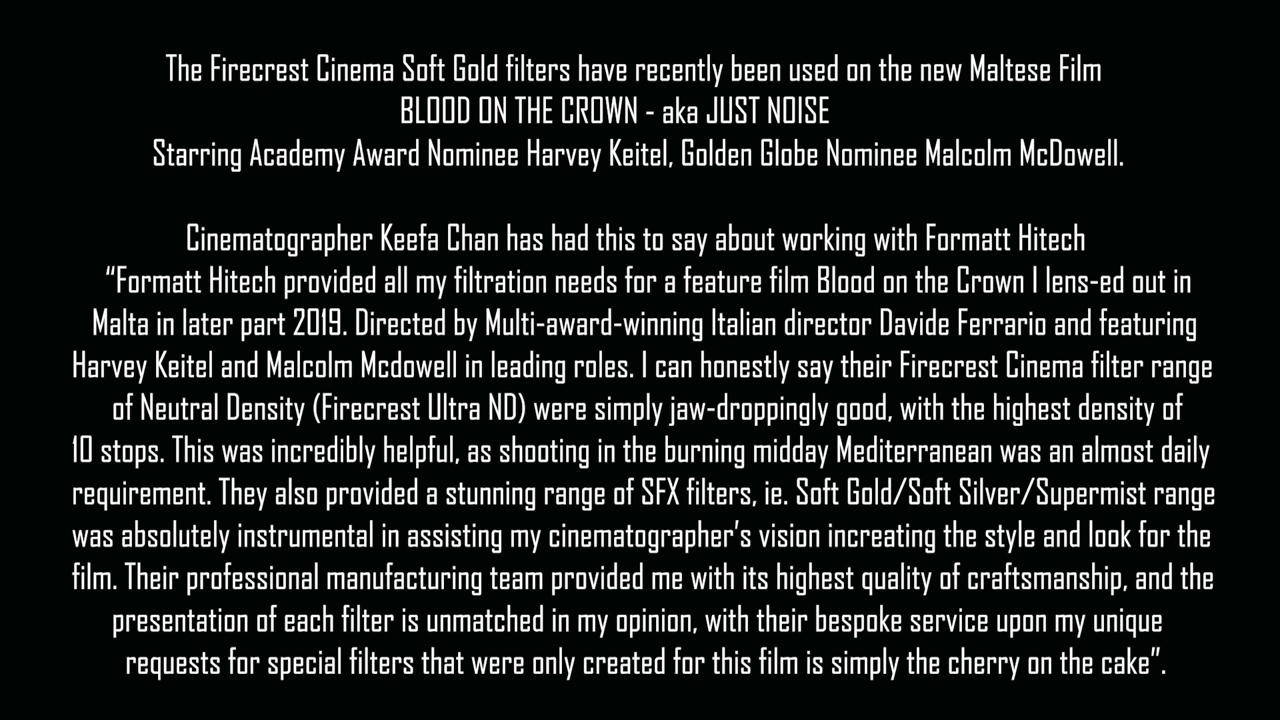 The Firecrest Cinema Soft Gold filters have recently been used on the new Maltese Film
BLOOD ON THE CROWN - aka JUST NOISE
Starring Academy Award Nominee Harvey Keitel, Golden Globe Nominee Malcolm McDowell.
Cinematographer Keefa Chan has had this to say about working with Formatt Hitech
“Formatt Hitech provided all my filtration needs for a feature film Blood on the Crown I lens-ed out in
Malta in later part 2019. Directed by Multi-award-winning Italian director Davide Ferrario and featuring
Harvey Keitel and Malcolm Mcdowell in leading roles. I can honestly say their Firecrest Cinema filter range
of Neutral Density (Firecrest Ultra ND) were simply jaw-droppingly good, with the highest density of
10 stops. This was incredibly helpful, as shooting in the burning midday Mediterranean was an almost daily
requirement. They also provided a stunning range of SFX filters, ie. Soft Gold/Soft Silver/Supermist range
was absolutely instrumental in assisting my cinematographer’s vision increating the style and look for the
film. Their professional manufacturing team provided me with its highest quality of craftsmanship, and the
presentation of each filter is unmatched in my opinion, with their bespoke service upon my unique
requests for special filters that were only created for this film is simply the cherry on the cake”.